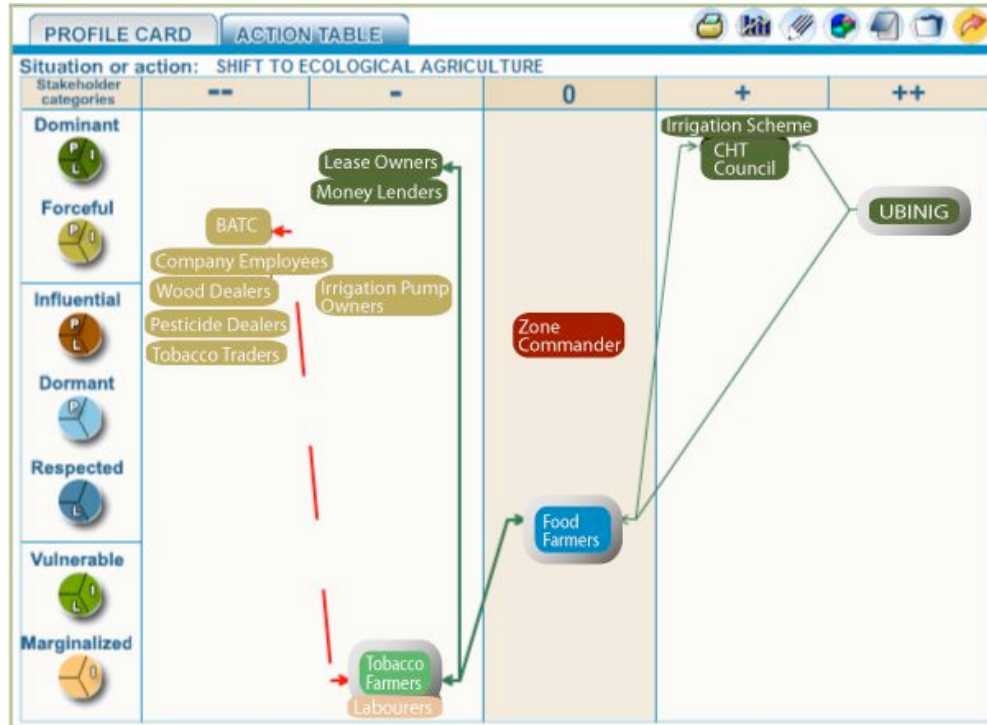 PROFILE CARD
ACTION TABLE
Situation or action: SHIFT TO ECOLOGICAL AGRICULTURE
Stakeholder
categories
--
-
0
+
++
Dominant
P I
L
Forceful
P I
Influential
P
L
Dormant
P
Respected
L
Vulnerable
I
L
Marginalized
I
BATC
Company Employees
Wood Dealers
Pesticide Dealers
Tobacco Traders
Lease Owners
Money Lenders
Irrigation Pump
Owners
Tobacco
Farmers
Labourers
Zone
Commander
Food
Farmers
Irrigation Scheme
CHT
Council
UBINIG